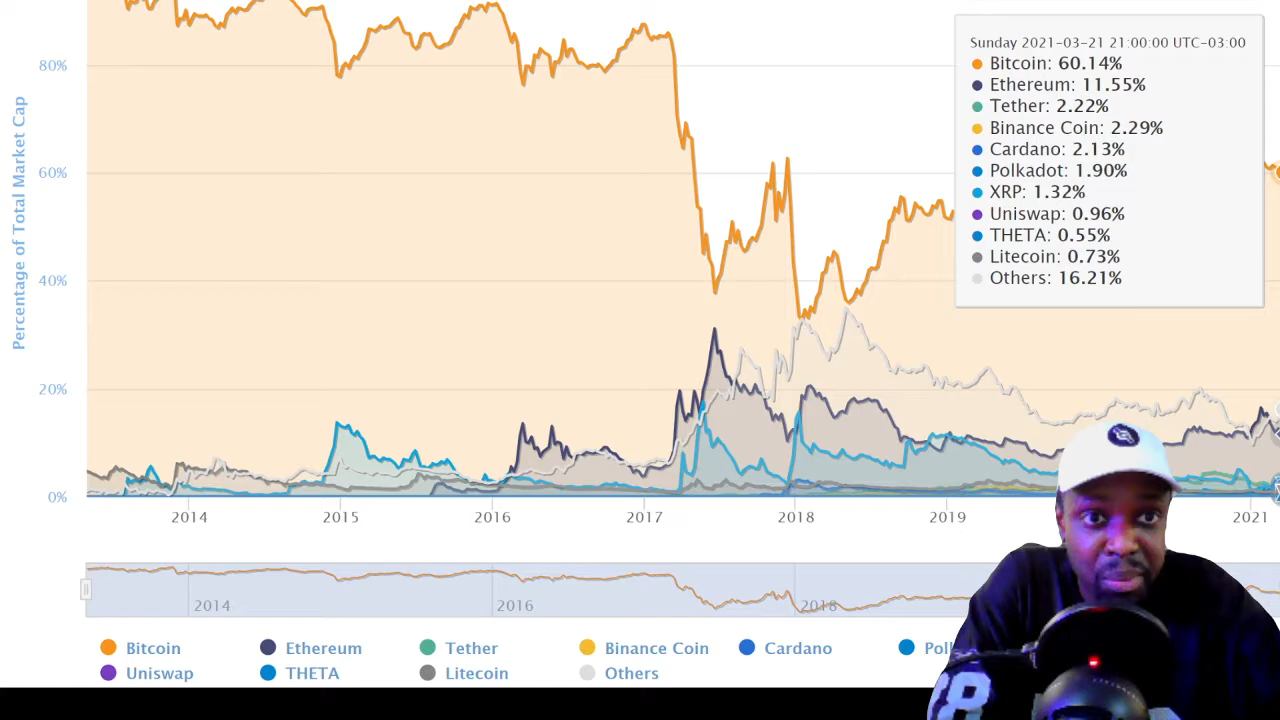 Percentage of Total Market Cap
80%
60%
40%
20%
0%
2014
2015
2016
2017
2018
2019
2021
Sunday 2021-03-21 21:00:00 UTC-03:00
Bitcoin: 60.14%
Ethereum: 11.55%
Tether: 2.22%
Binance Coin: 2.29%
Cardano: 2.13%
Polkadot: 1.90%
XRP: 1.32%
Uniswap: 0.96%
THETA: 0.55%
Litecoin: 0.73%
Others: 16.21%
2014
2016
2018
Bitcoin
Ethereum
Tether
Binance Coin
Cardano
Pol
Uniswap
THETA
Litecoin
Others